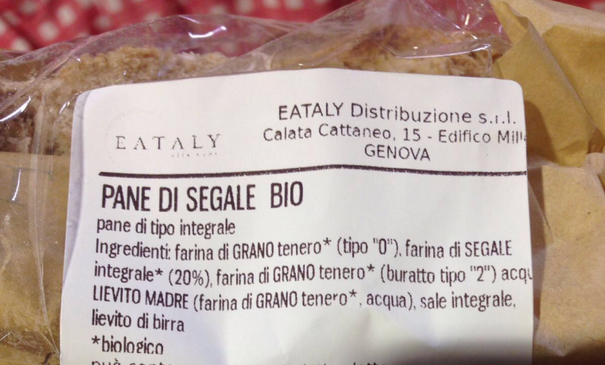 EATALY
EATALY Distribuzione s.r.l.
Calata Cattaneo, 15 - Edifico
GENOVA
PANE DI SEGALE BIO
pane di tipo integrale
Ingredienti: farina di GRANO tenero* (tipo "0"), farina di SEGALE
integrale* (20%), farina di GRANO tenero* (buratto tipo "2")
LIEVITO MADRE (farina di GRANO tenero*, acqua), sale integrale,
lievito di birra
*biologico
può